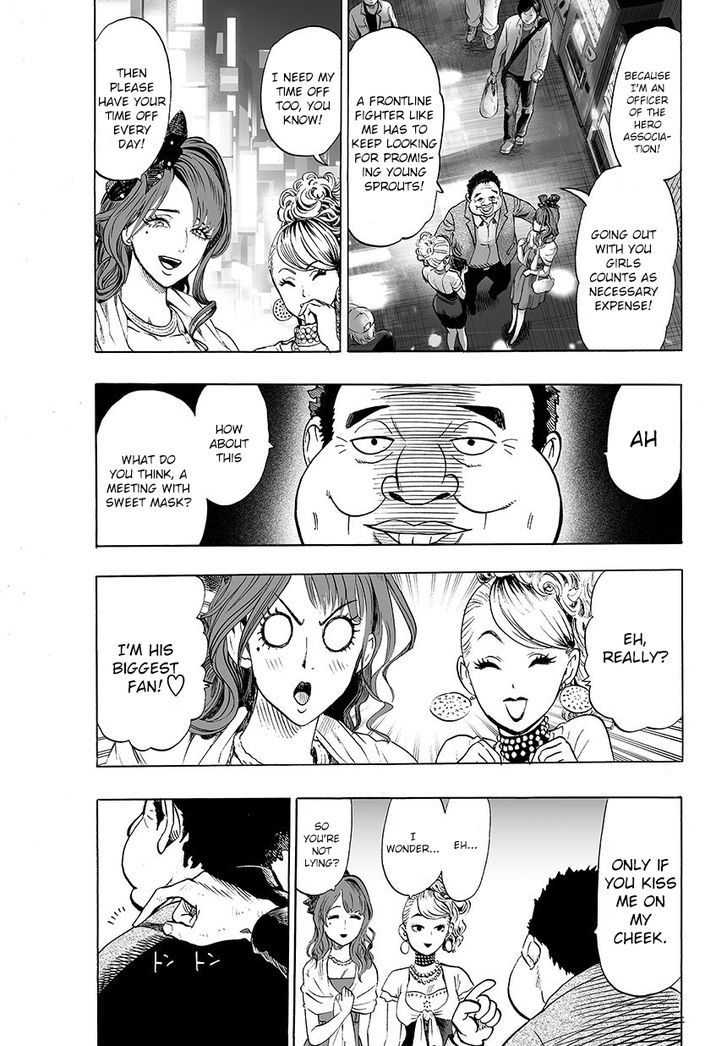 BECAUSE
I'M AN
OFFICER
OF THE
HERO
ASSOCIA-
TION!
GOING OUT
WITH YOU
GIRLS
COUNTS AS
NECESSARY
EXPENSE!
A FRONTLINE
FIGHTER LIKE
ME HAS TO
KEEP LOOKING
FOR PROMIS-
ING YOUNG
SPROUTS!
I NEED MY
TIME OFF
TOO, YOU
KNOW!
THEN
PLEASE
HAVE YOUR
TIME OFF
EVERY
DAY!
AH
HOW
ABOUT
THIS
WHAT DO
YOU THINK, A
MEETING WITH
SWEET MASK?
EH,
REALLY?
I'M HIS
BIGGEST
FAN!♡
ONLY IF
YOU KISS
ME ON
MY
CHEEK.
EH...
I
WONDER...
SO
YOU'RE
NOT
LYING?
トン トン